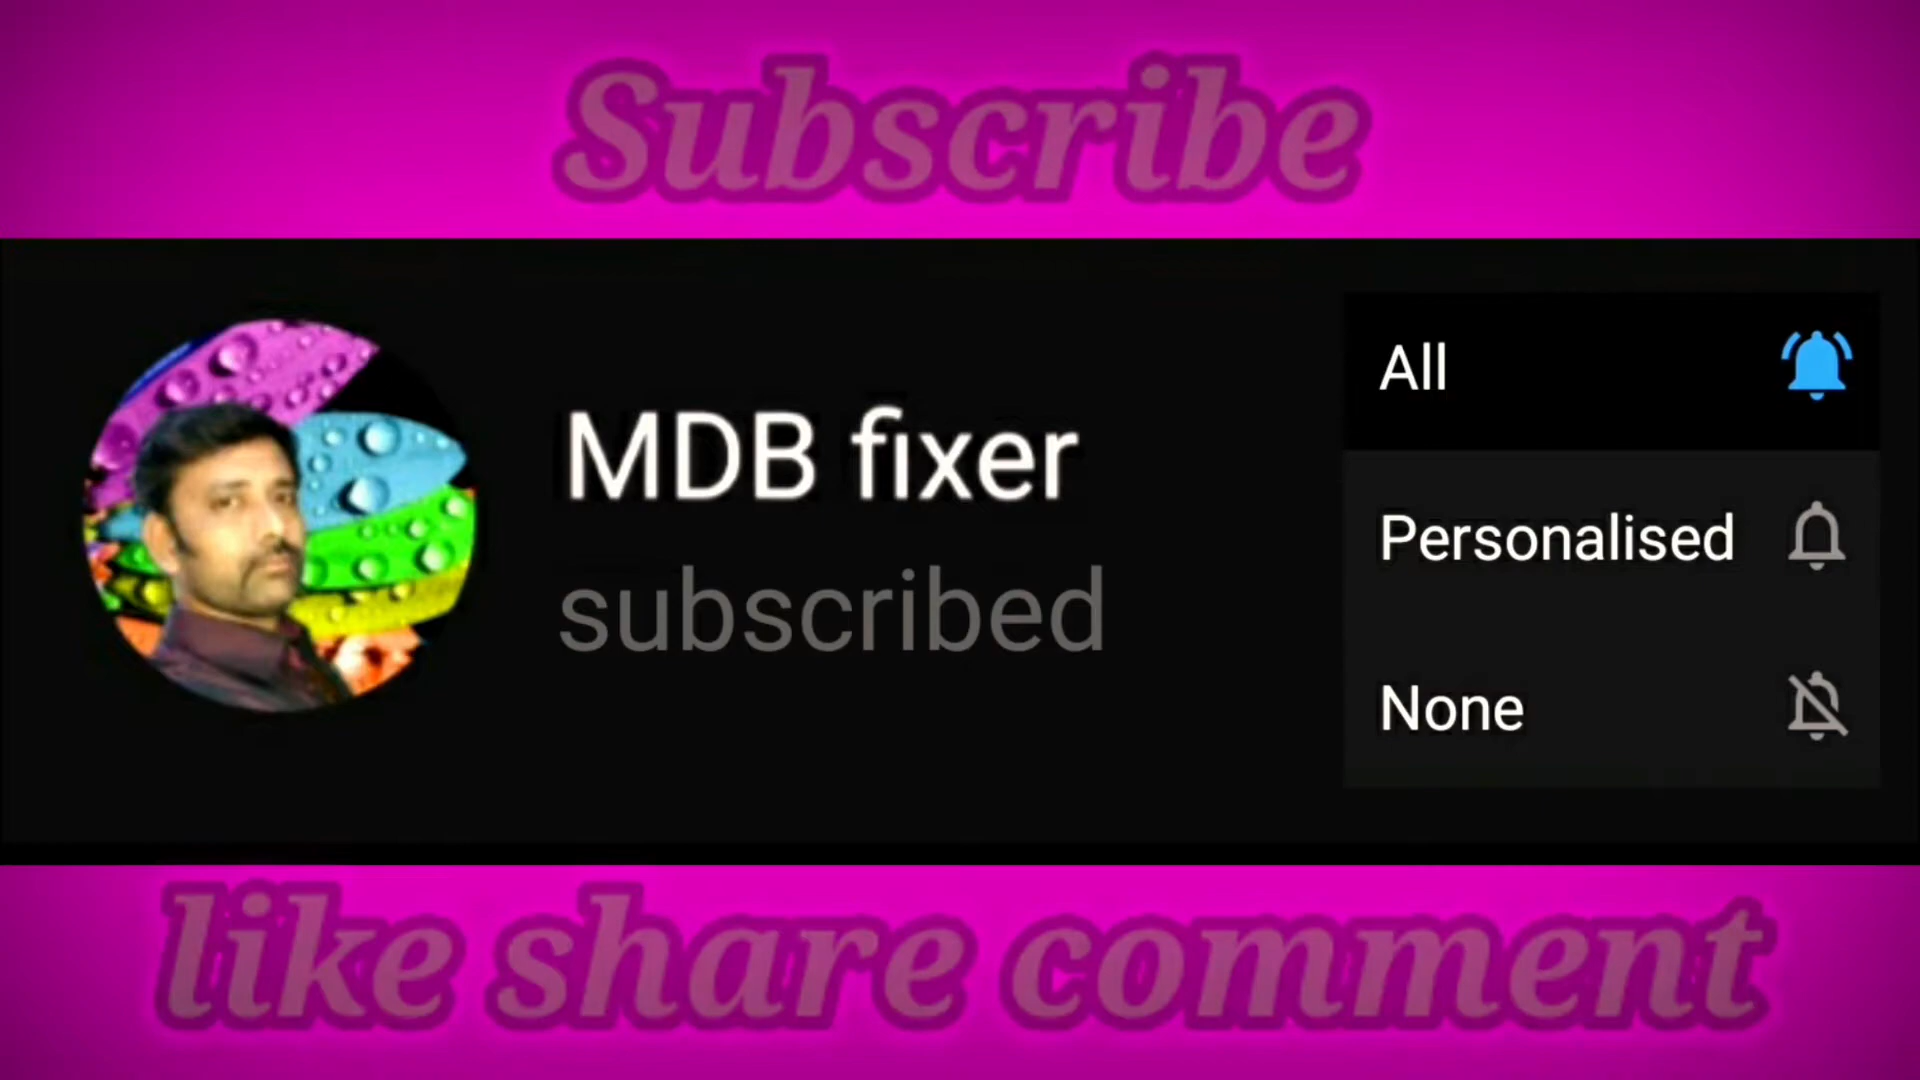 Subscribe
MDB fixer
subscribed
All
Personalised
None
like share comment